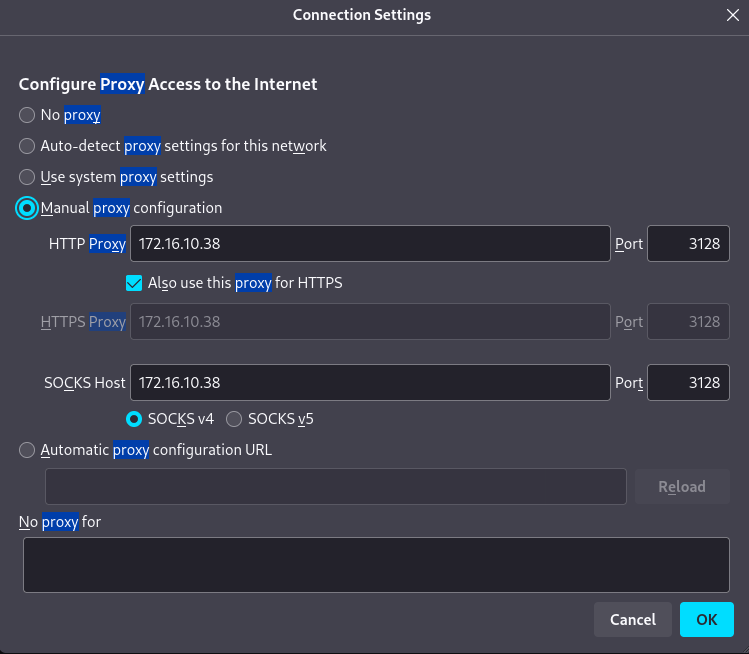 Connection Settings
Configure Proxy Access to the Internet
No proxy
Auto-detect proxy settings for this network
Use system proxy settings
Manual proxy configuration
HTTP Proxy 172.16.10.38 Port 3128
Also use this proxy for HTTPS
HTTPS Proxy 172.16.10.38 Port 3128
SOCKS Host 172.16.10.38 Port 3128
SOCKS v4 SOCKS v5
Automatic proxy configuration URL
Reload
No proxy for
Cancel OK